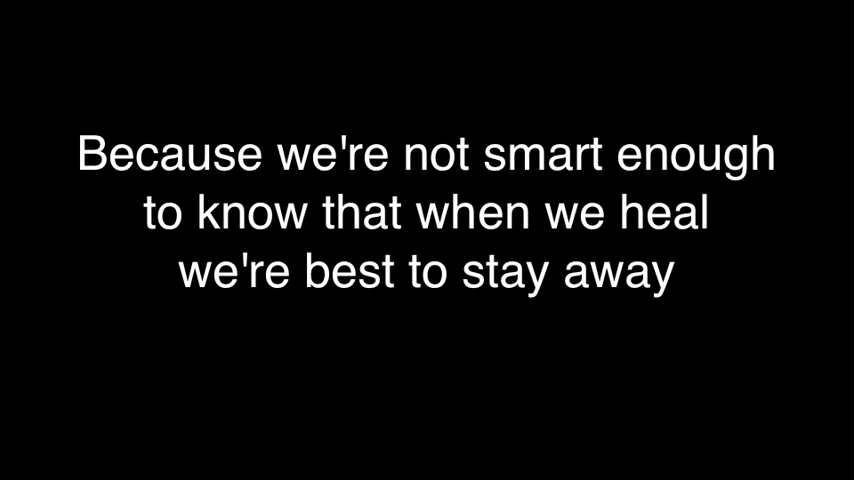 Because we're not smart enough
to know that when we heal
we're best to stay away